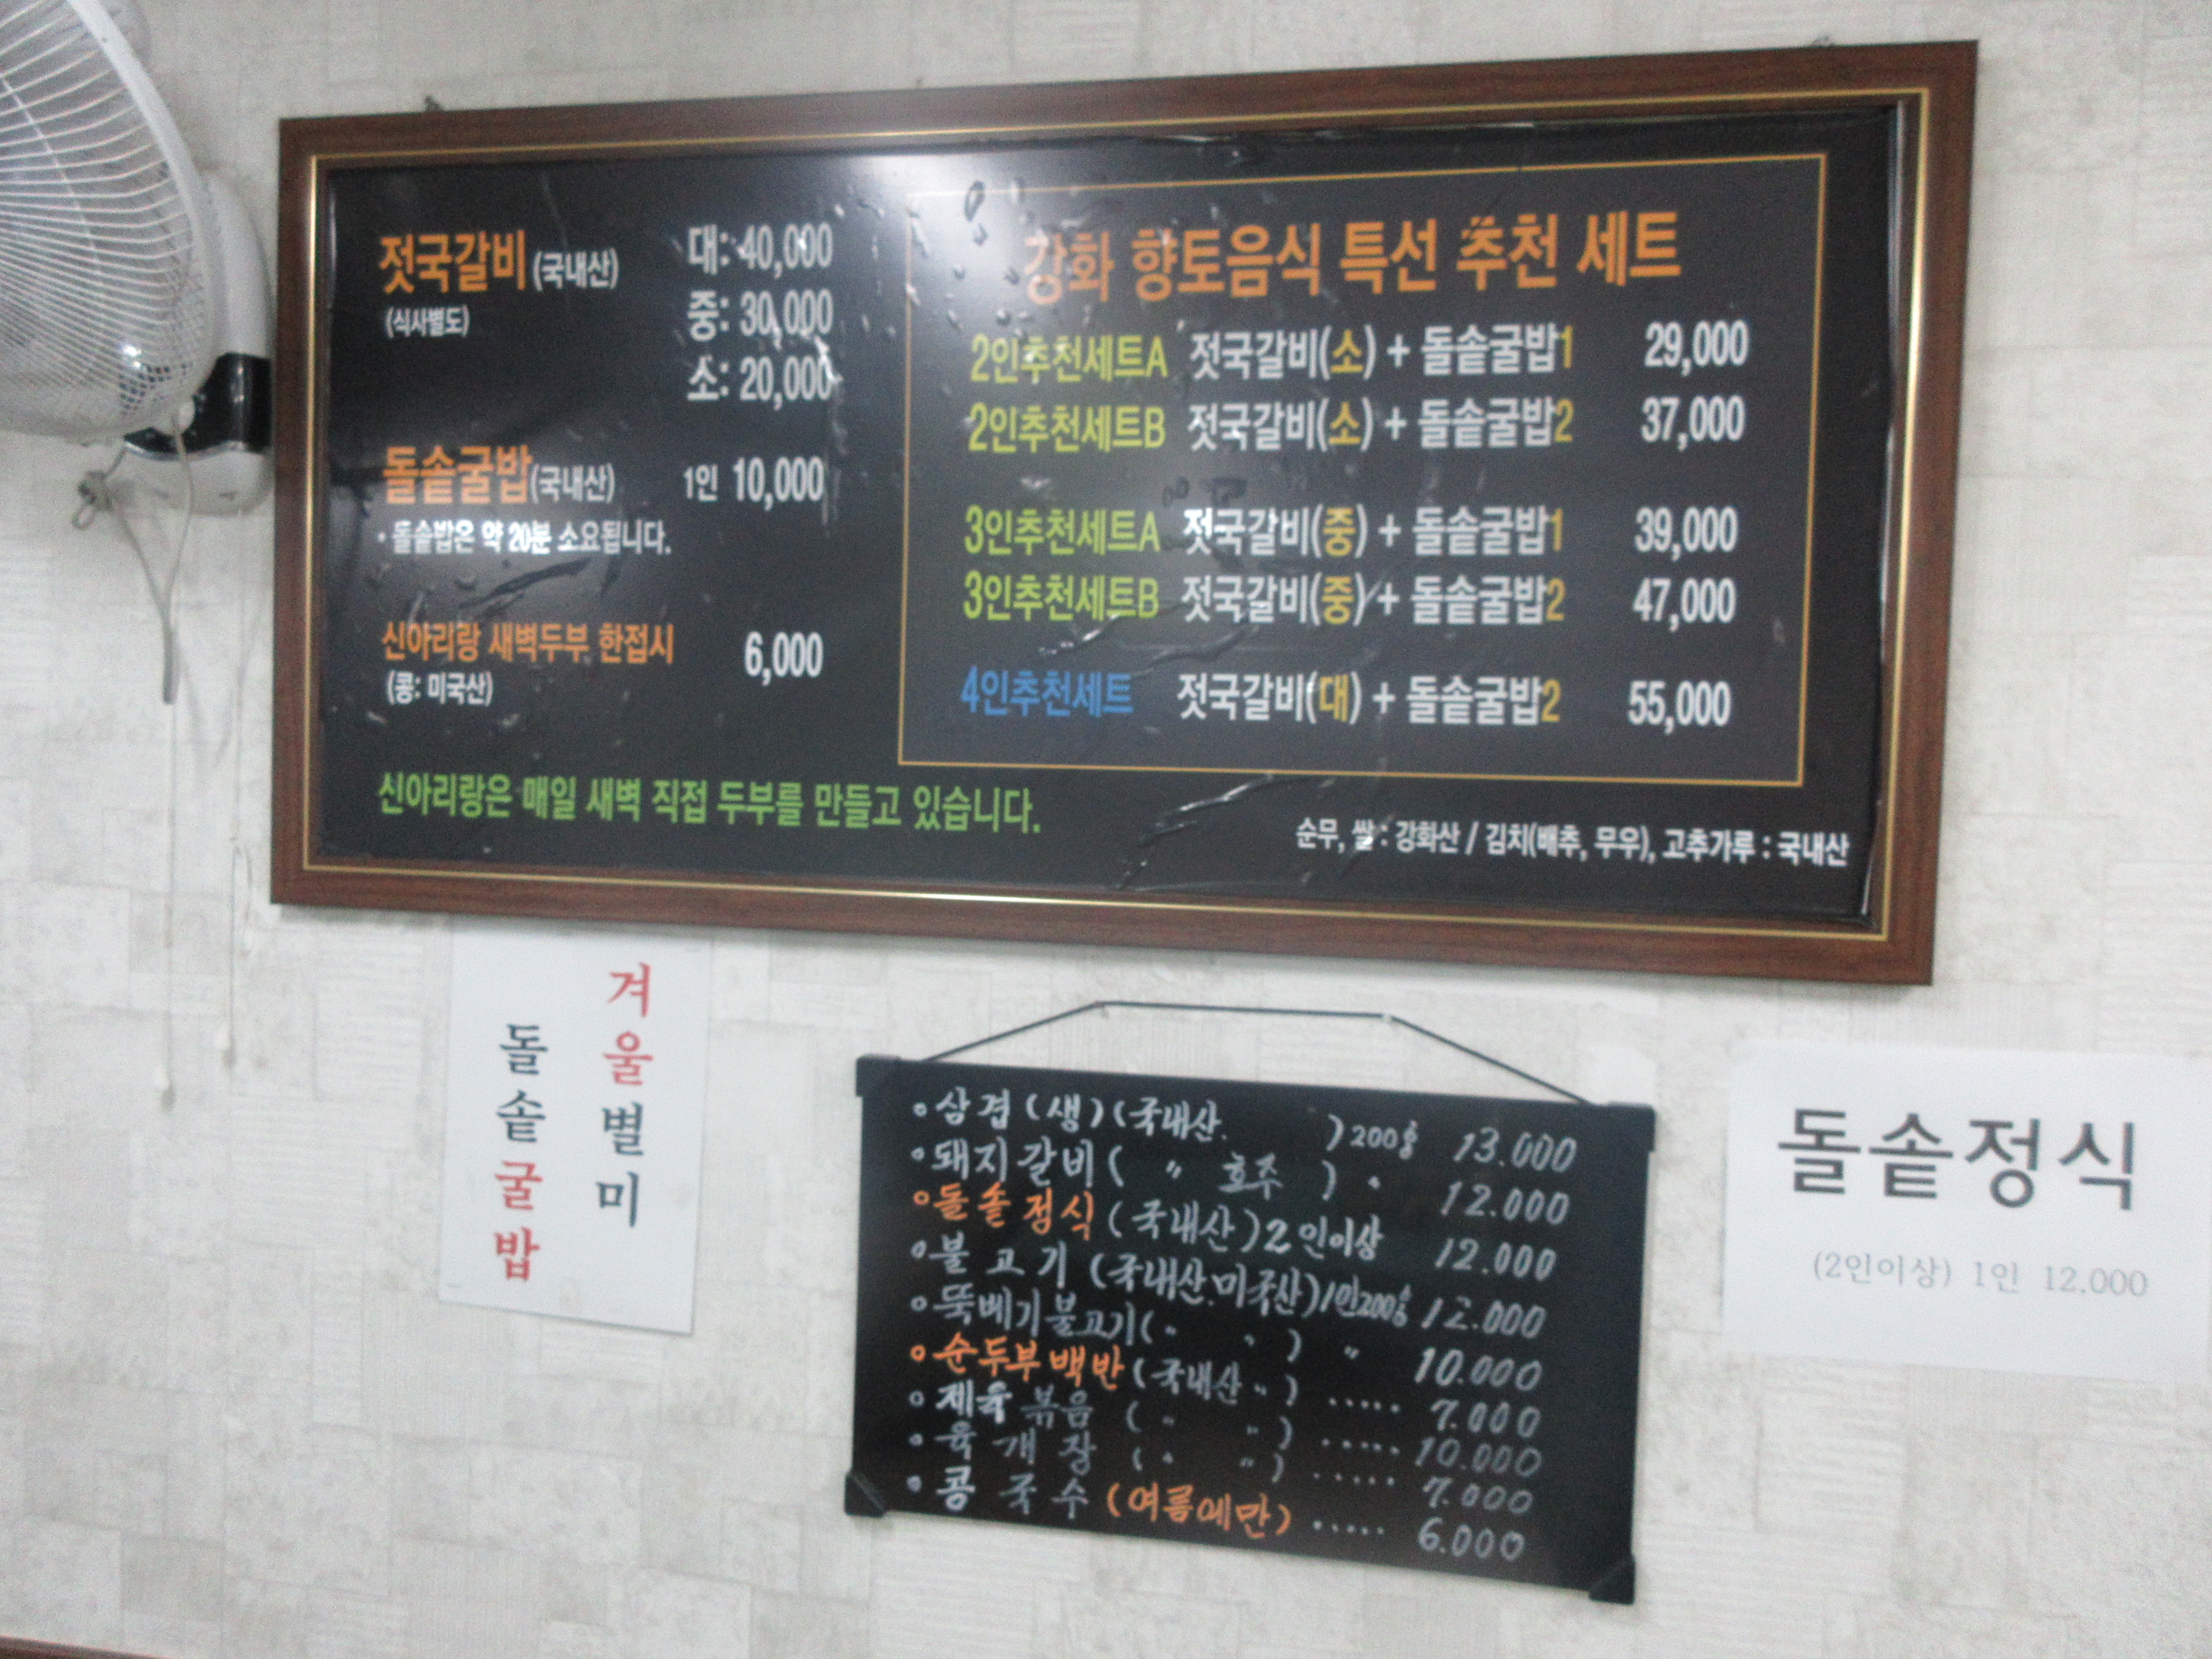 젓국갈비 (국내산) 대: 40,000
(식사별도) 중: 30,000
소: 20,000
돌솥굴밥(국내산) 1인 10,000
· 돌솥밥은 약 20분 소요됩니다.
신아리랑 새벽두부 한접시 6,000
(콩: 미국산)
신아리랑은 매일 새벽 직접 두부를 만들고 있습니다.
강화 향토음식 특선 추천 세트
2인추천세트A 젓국갈비(소) + 돌솥굴밥1 29,000
2인추천세트B 젓국갈비(소) + 돌솥굴밥2 37,000
3인추천세트A 젓국갈비(중) + 돌솥굴밥1 39,000
3인추천세트B 젓국갈비(중) + 돌솥굴밥2 47,000
4인추천세트 젓국갈비(대) + 돌솥굴밥2 55,000
순무, 쌀 : 강화산 / 김치(배추, 무우), 고추가루 : 국내산
겨울별미
돌솥굴밥
삼겹(생)(국내산. ) 200g 13.000
돼지갈비( " 호주 ) " 12.000
돌솥정식(국내산) 2인이상 12.000
불고기 (국내산.미국산) 1인200g 12.000
뚝배기불고기( " " ) " 10.000
순두부백반(국내산 " ) ..... 7.000
제육볶음 ( " " ) ..... 10.000
육개장 ( " " ) ..... 7.000
콩국수 (여름에만) ..... 6.000
돌솥정식
(2인이상) 1인 12.000